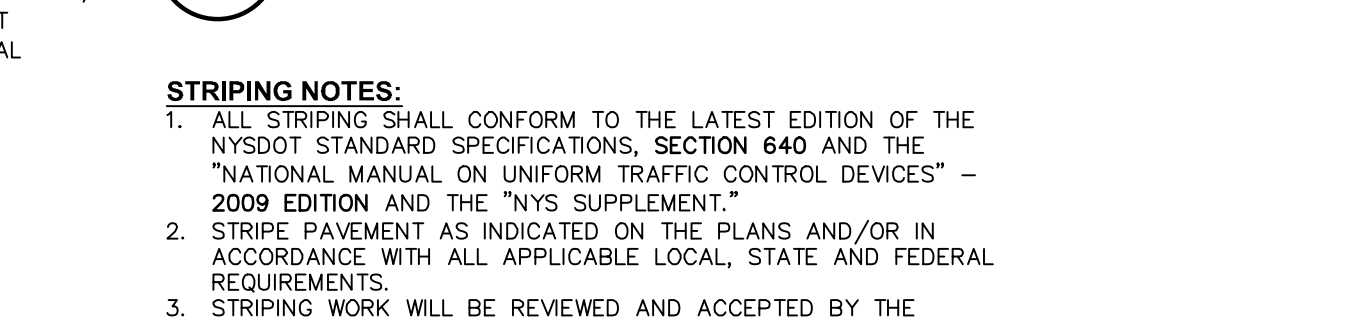 T
AL
STRIPING NOTES:
1. ALL STRIPING SHALL CONFORM TO THE LATEST EDITION OF THE
NYSDOT STANDARD SPECIFICATIONS, SECTION 640 AND THE
"NATIONAL MANUAL ON UNIFORM TRAFFIC CONTROL DEVICES" –
2009 EDITION AND THE "NYS SUPPLEMENT."
2. STRIPE PAVEMENT AS INDICATED ON THE PLANS AND/OR IN
ACCORDANCE WITH ALL APPLICABLE LOCAL, STATE AND FEDERAL
REQUIREMENTS.
3. STRIPING WORK WILL BE REVIEWED AND ACCEPTED BY THE